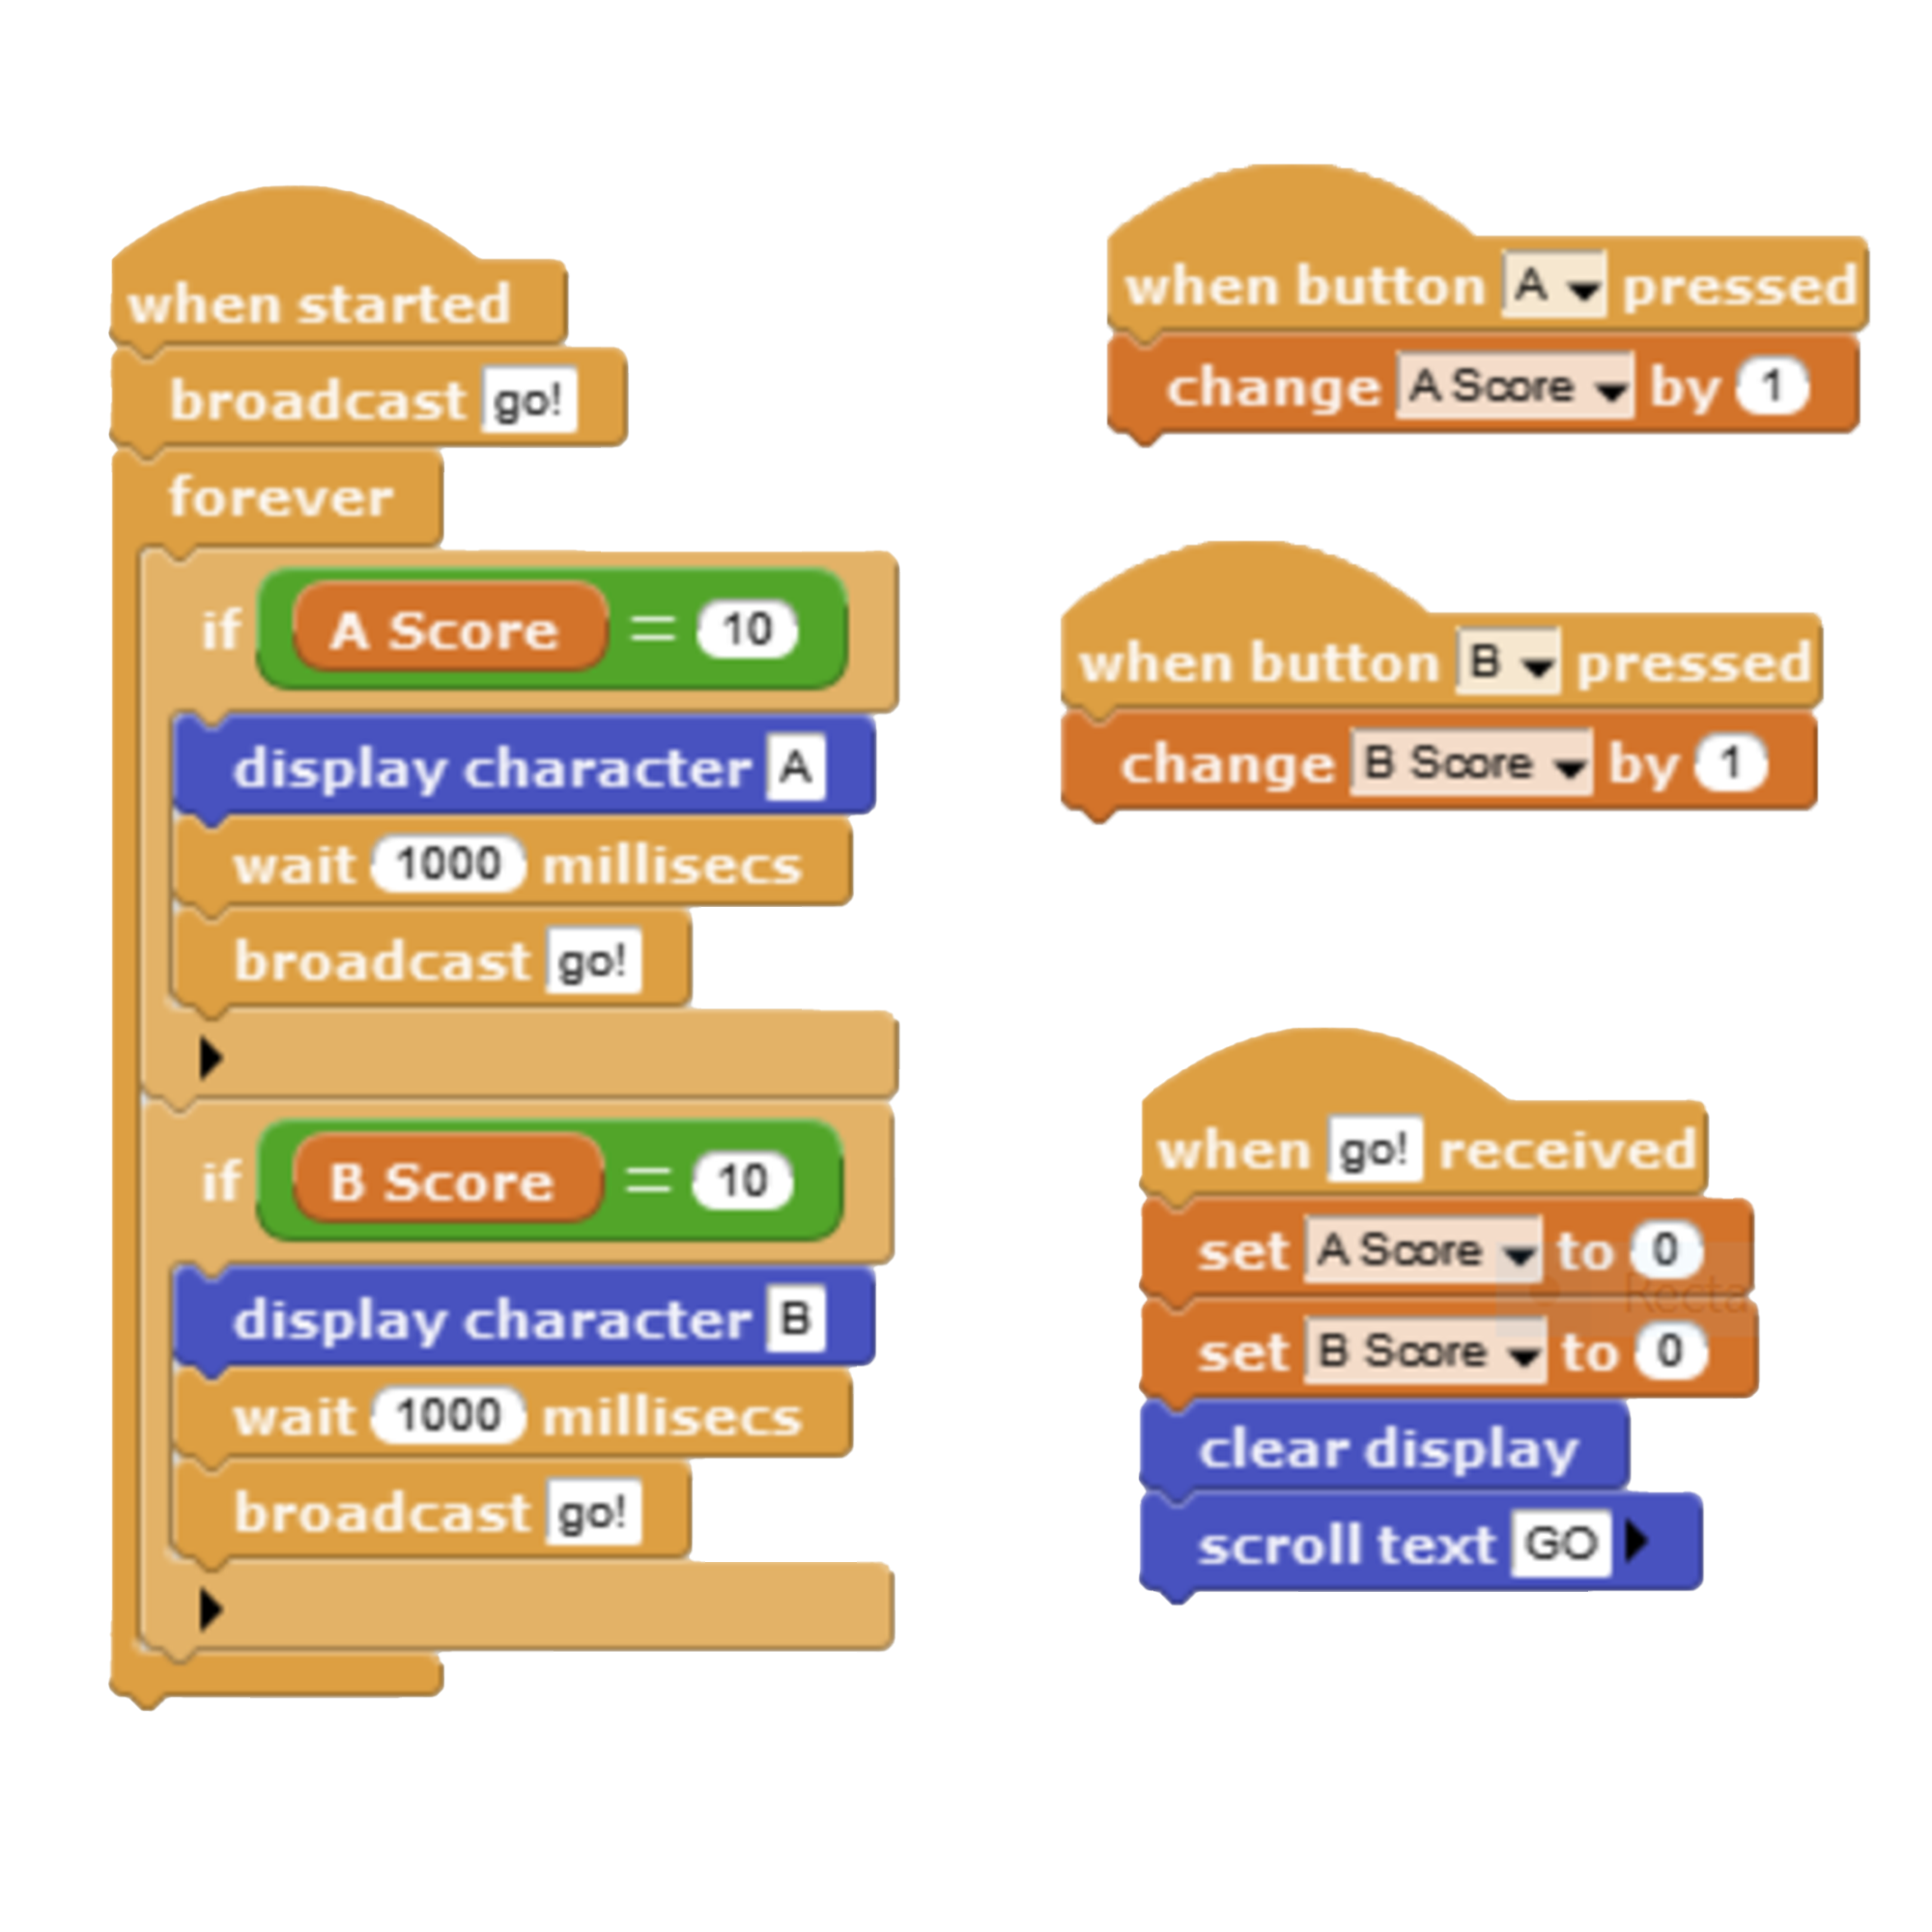 when started
broadcast go!
forever
if A Score = 10
display character A
wait 1000 millisecs
broadcast go!
if B Score = 10
display character B
wait 1000 millisecs
broadcast go!
when button A pressed
change A Score by 1
when button B pressed
change B Score by 1
when go! received
set A Score to 0
Recta
set B Score to 0
clear display
scroll text GO